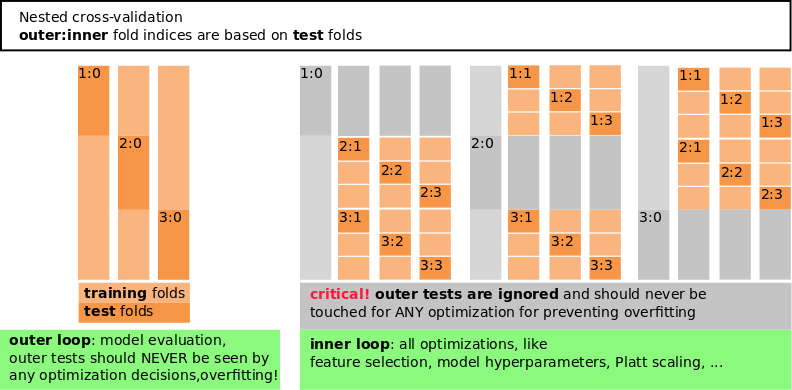 Nested cross-validation
outer:inner fold indices are based on test folds
1:0
2:0
3:0
1:0
2:1
2:2
2:3
3:1
3:2
3:3
2:0
1:1
1:2
1:3
3:1
3:2
3:3
3:0
1:1
1:2
1:3
2:1
2:2
2:3
training folds
test folds
critical! outer tests are ignored and should never be
touched for ANY optimization for preventing overfitting
outer loop: model evaluation,
outer tests should NEVER be seen by
any optimization decisions,overfitting!
inner loop: all optimizations, like
feature selection, model hyperparameters, Platt scaling, ...